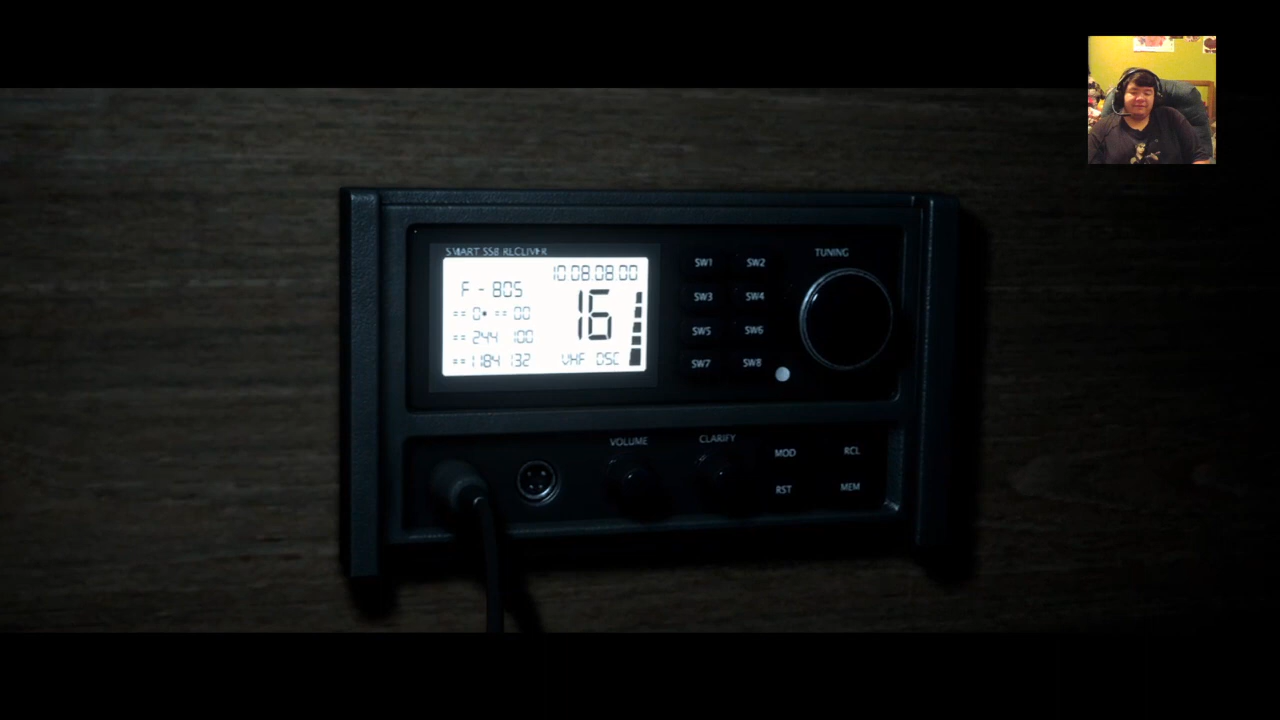 SMART SSB RECEIVER
10:08:08:00
F - 805
16
== 0• == 00
== 244 100
== 1184 132
VHF DSC
SW1 SW2
SW3 SW4
SW5 SW6
SW7 SW8
TUNING
VOLUME
CLARIFY
MOD RCL
RST MEM